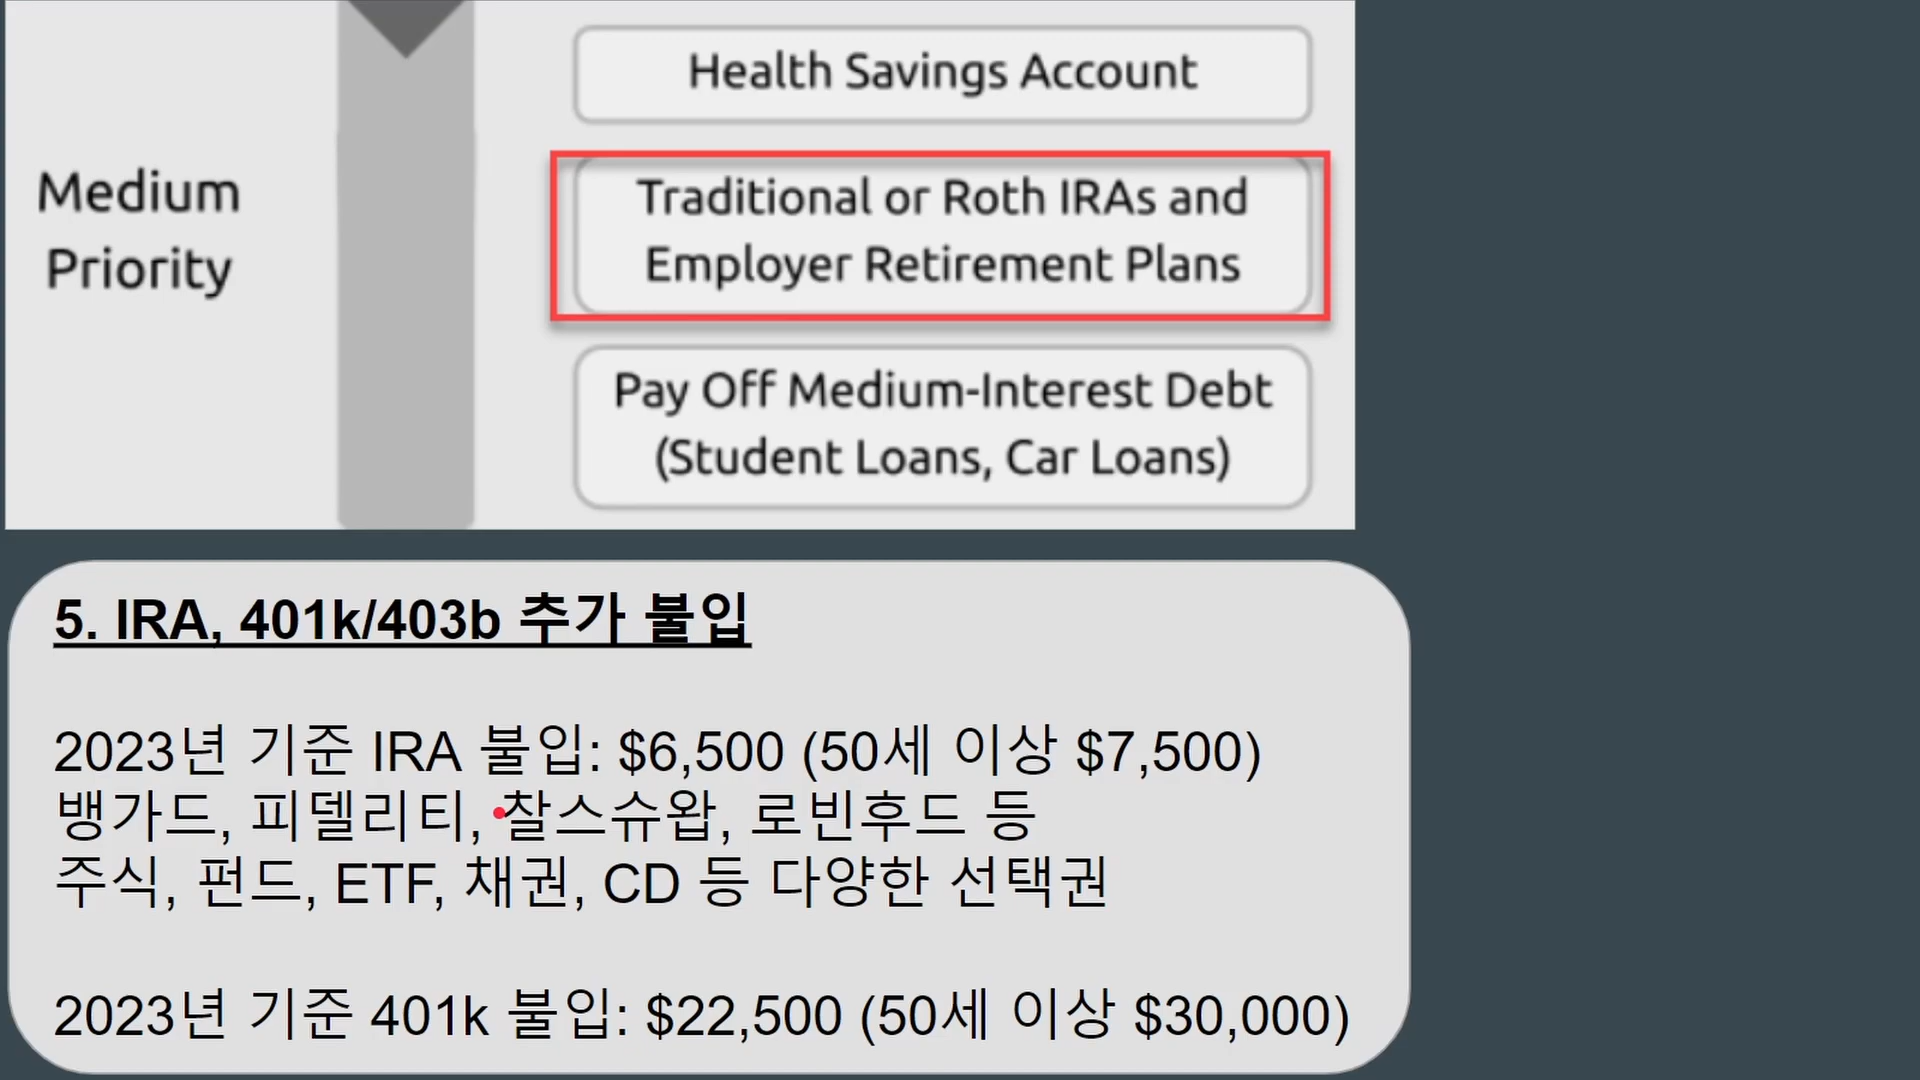 Health Savings Account
Medium
Priority
Traditional or Roth IRAs and
Employer Retirement Plans
Pay Off Medium-Interest Debt
(Student Loans, Car Loans)
5. IRA, 401k/403b 추가 불입
2023년 기준 IRA 불입: $6,500 (50세 이상 $7,500)
뱅가드, 피델리티, 찰스슈왑, 로빈후드 등
주식, 펀드, ETF, 채권, CD 등 다양한 선택권
2023년 기준 401k 불입: $22,500 (50세 이상 $30,000)